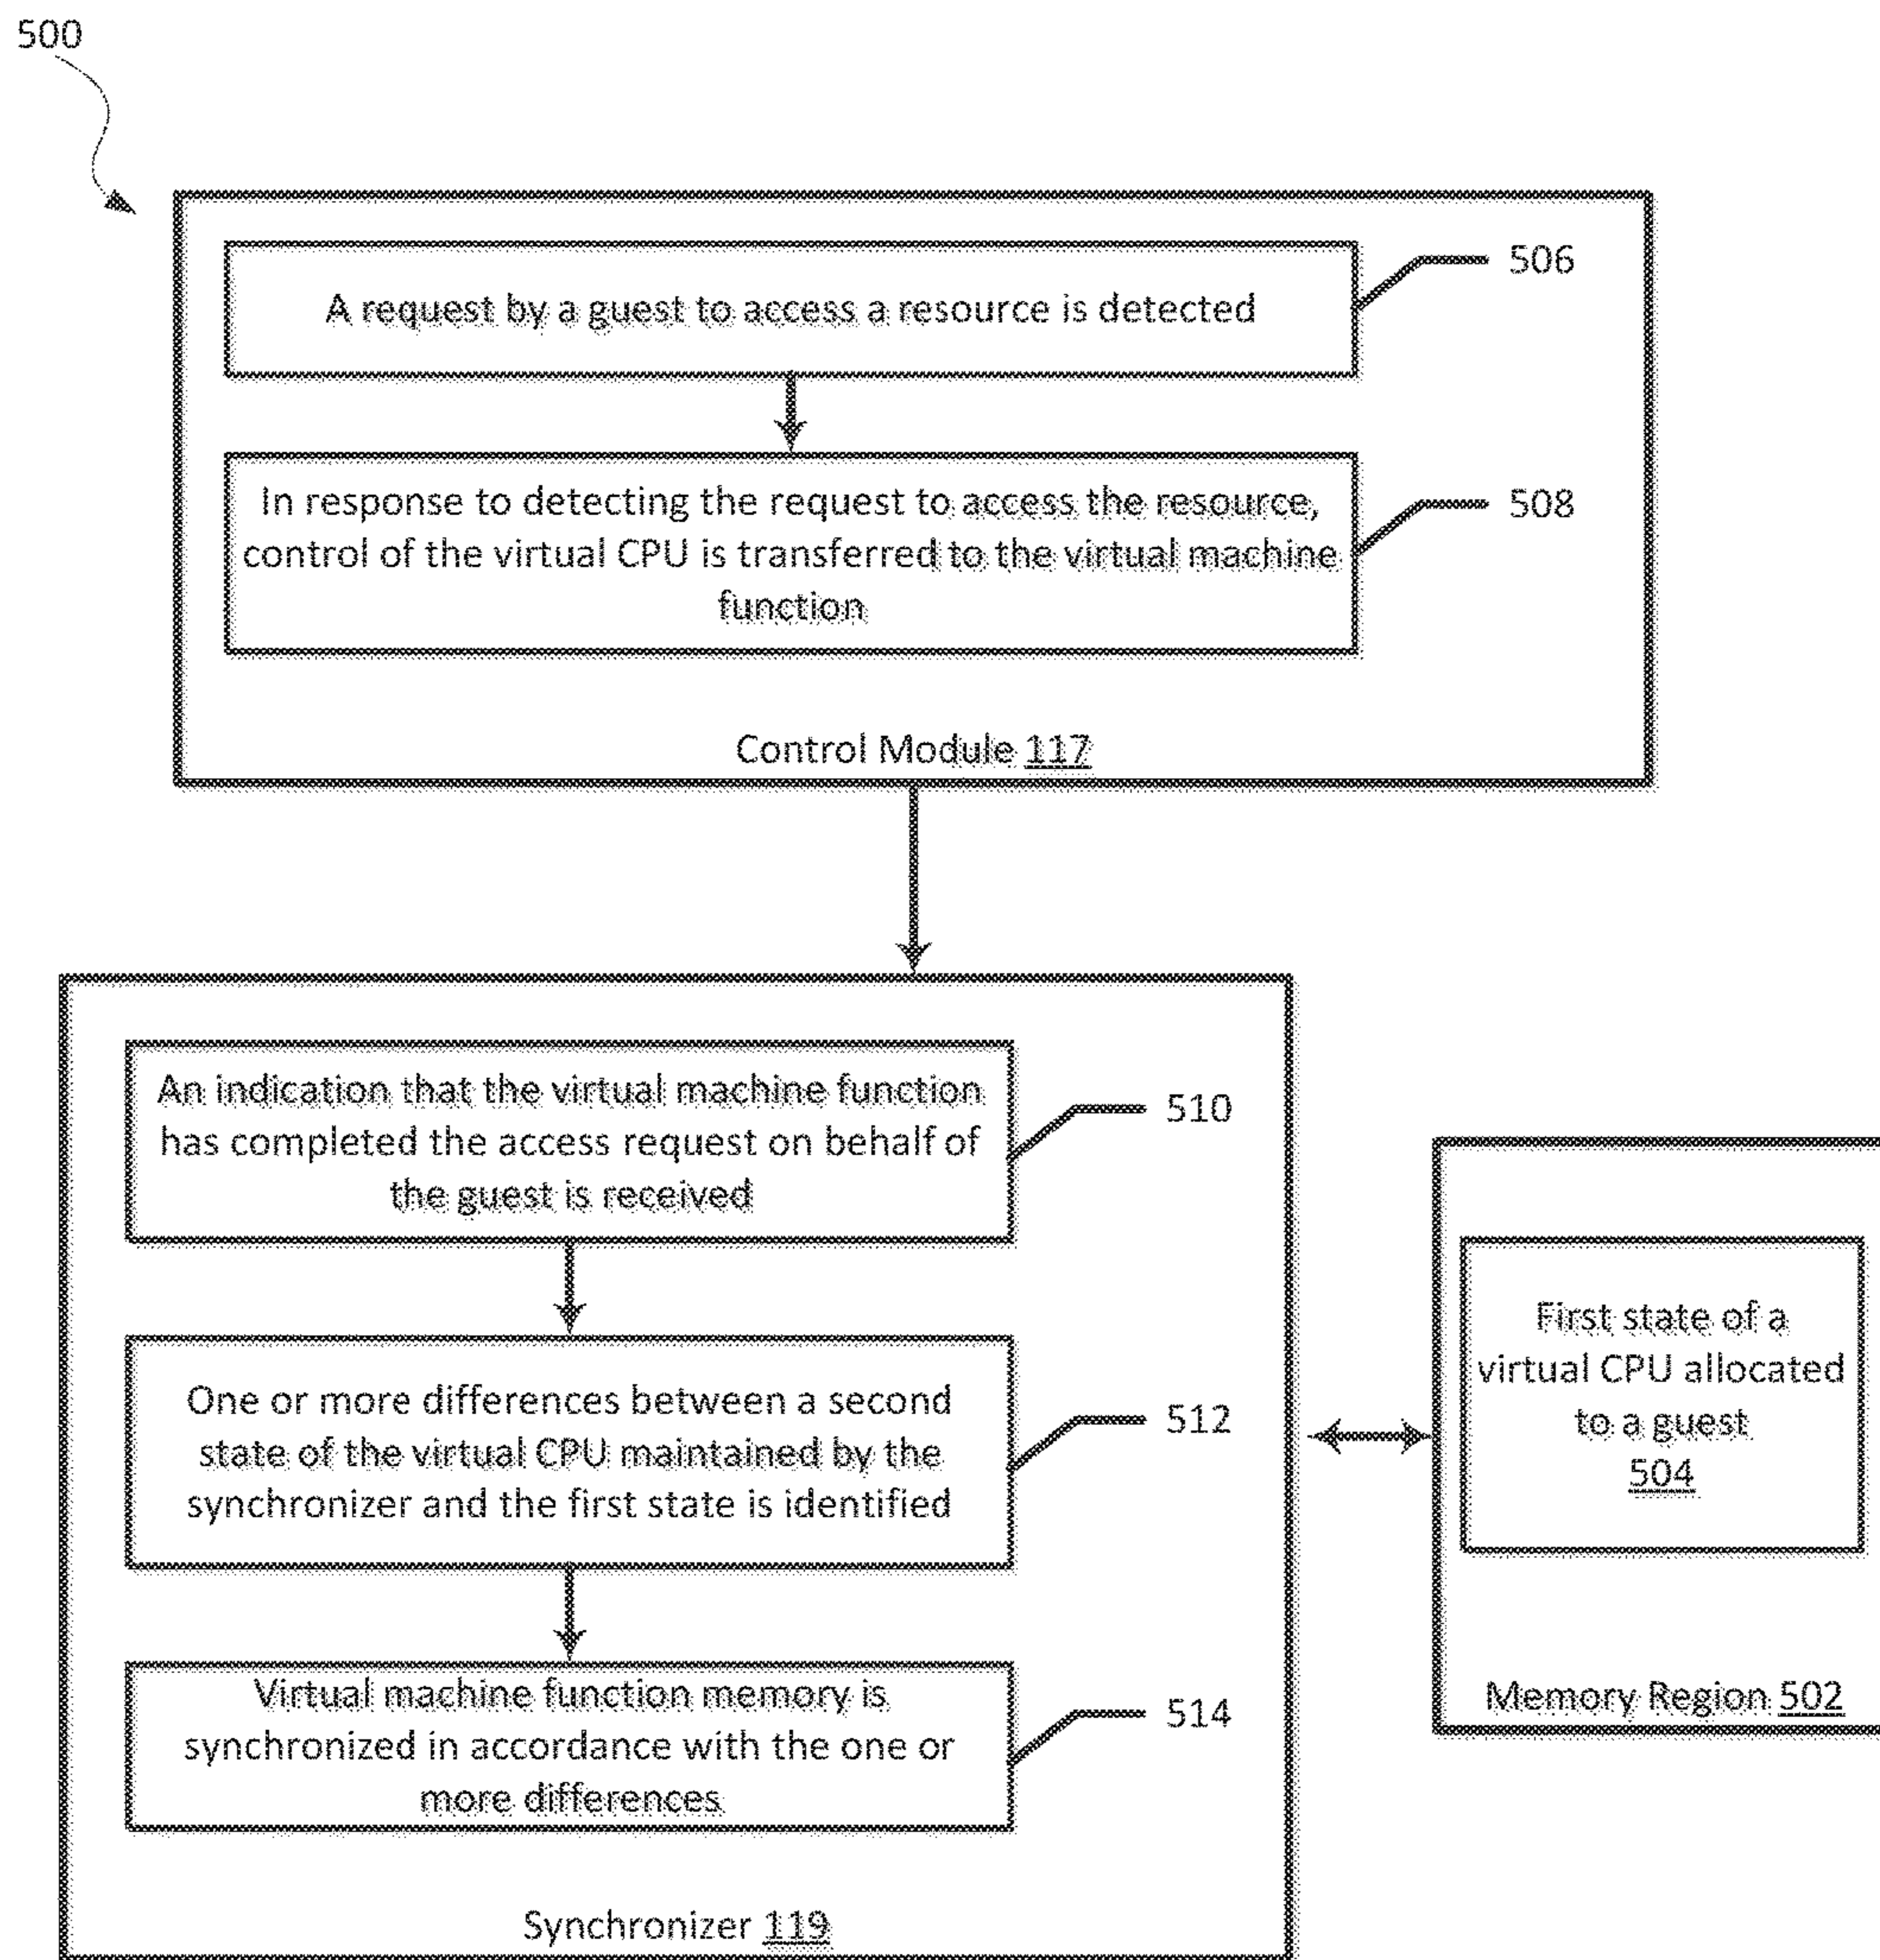 500
A request by a guest to access a resource is detected
506
In response to detecting the request to access the resource,
control of the virtual CPU is transferred to the virtual machine
function
508
Control Module 117
An indication that the virtual machine function
has completed the access request on behalf of
the guest is received
510
One or more differences between a second
state of the virtual CPU maintained by the
synchronizer and the first state is identified
512
Virtual machine function memory is
synchronized in accordance with the one or
more differences
514
Synchronizer 119
First state of a
virtual CPU allocated
to a guest
504
Memory Region 502